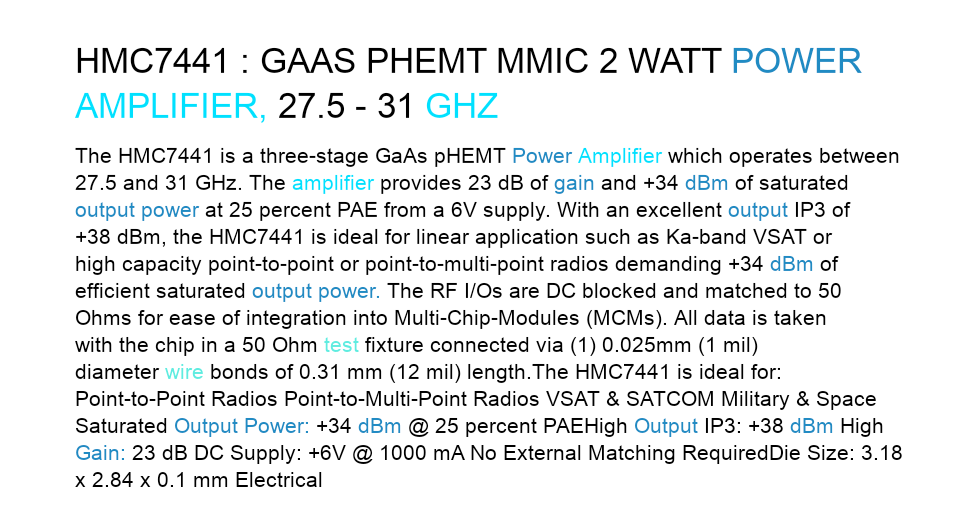 HMC7441 : GAAS PHEMT MMIC 2 WATT POWER
AMPLIFIER, 27.5 - 31 GHZ
The HMC7441 is a three-stage GaAs pHEMT Power Amplifier which operates between
27.5 and 31 GHz. The amplifier provides 23 dB of gain and +34 dBm of saturated
output power at 25 percent PAE from a 6V supply. With an excellent output IP3 of
+38 dBm, the HMC7441 is ideal for linear application such as Ka-band VSAT or
high capacity point-to-point or point-to-multi-point radios demanding +34 dBm of
efficient saturated output power. The RF I/Os are DC blocked and matched to 50
Ohms for ease of integration into Multi-Chip-Modules (MCMs). All data is taken
with the chip in a 50 Ohm test fixture connected via (1) 0.025mm (1 mil)
diameter wire bonds of 0.31 mm (12 mil) length.The HMC7441 is ideal for:
Point-to-Point Radios Point-to-Multi-Point Radios VSAT & SATCOM Military & Space
Saturated Output Power: +34 dBm @ 25 percent PAEHigh Output IP3: +38 dBm High
Gain: 23 dB DC Supply: +6V @ 1000 mA No External Matching RequiredDie Size: 3.18
x 2.84 x 0.1 mm Electrical